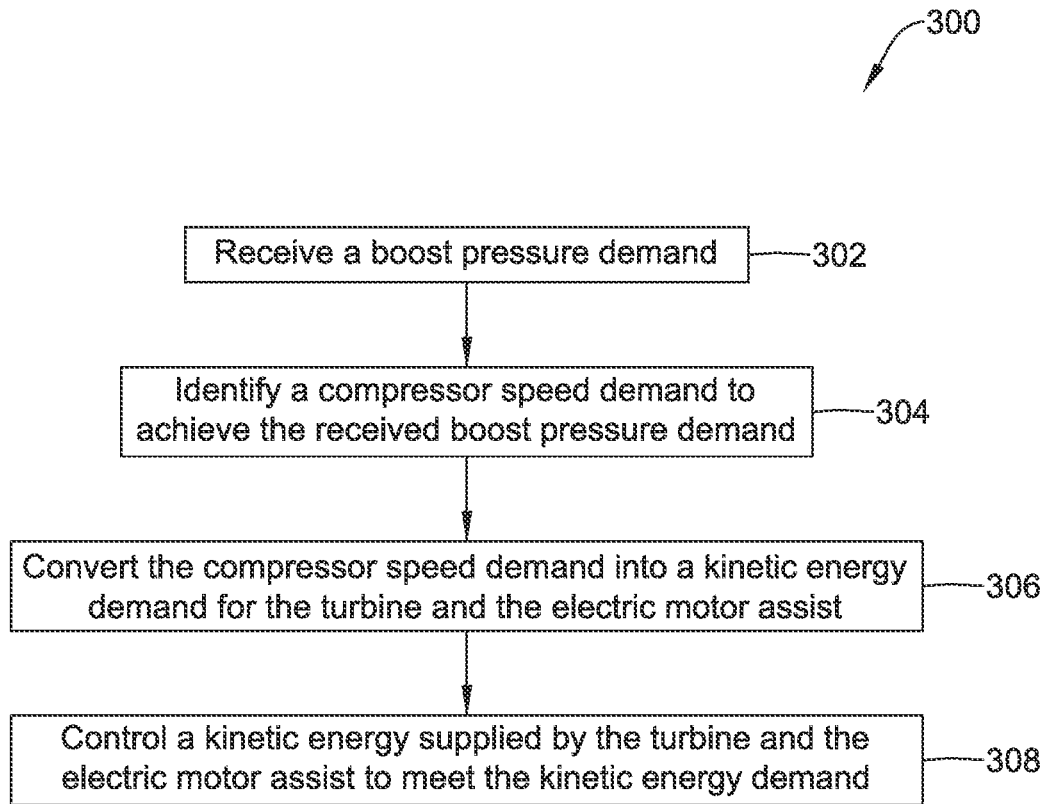 300
Receive a boost pressure demand
302
Identify a compressor speed demand to
achieve the received boost pressure demand
304
Convert the compressor speed demand into a kinetic energy
demand for the turbine and the electric motor assist
306
Control a kinetic energy supplied by the turbine and the
electric motor assist to meet the kinetic energy demand
308